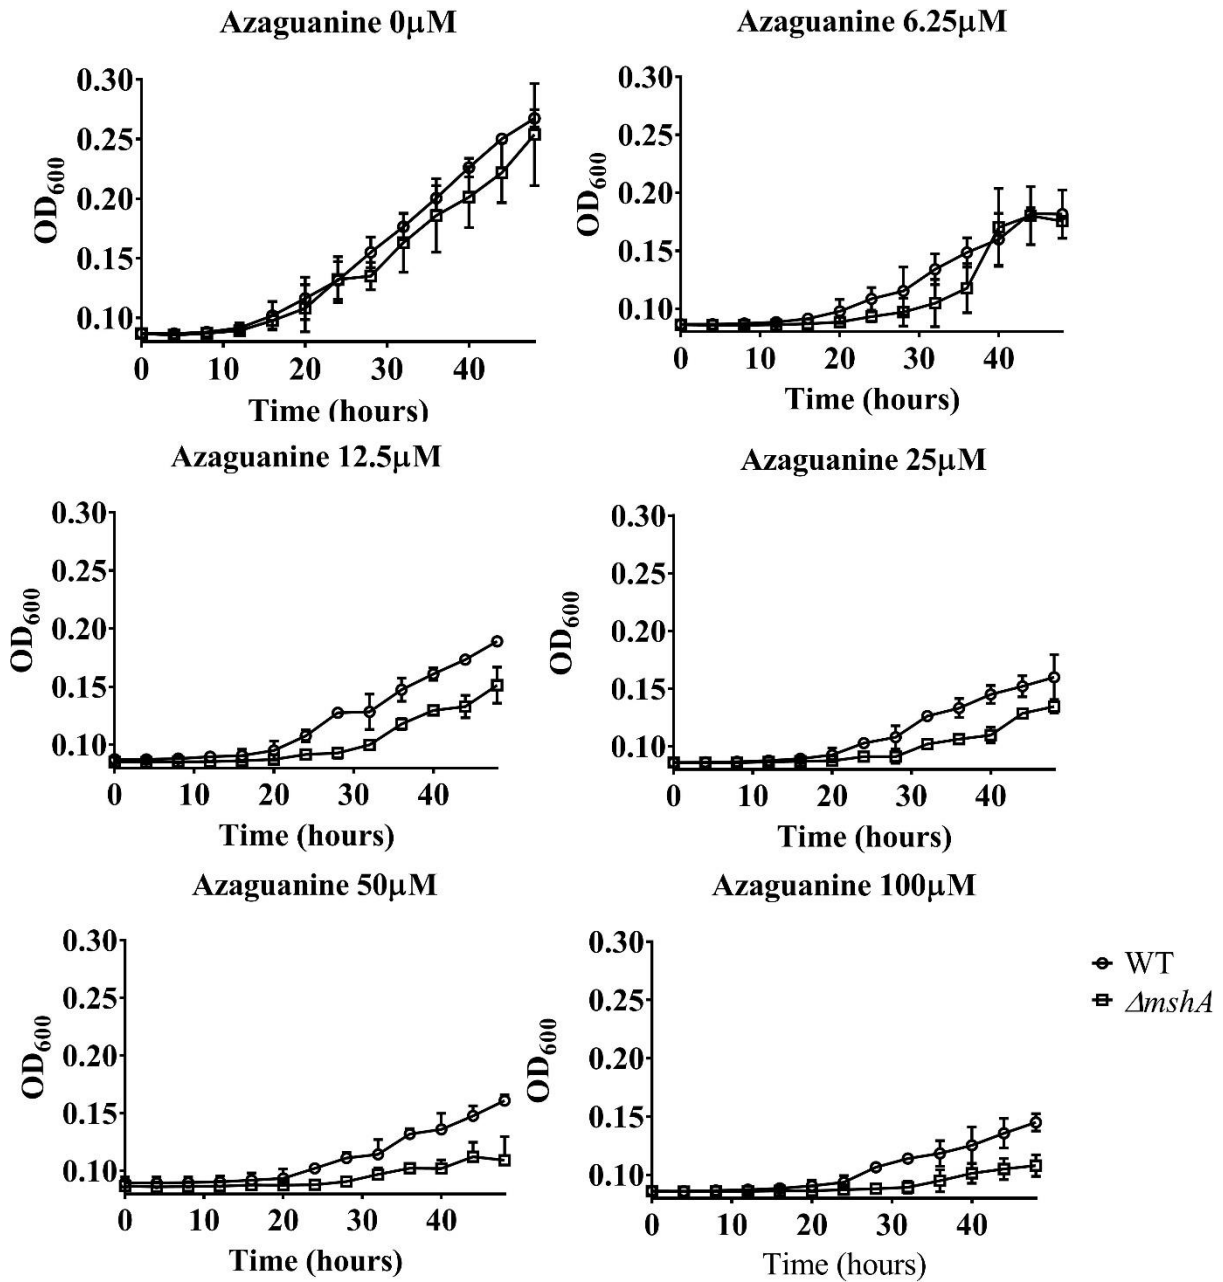 Azaguanine 0μM
Azaguanine 6.25μM
0.30
0.25
0.20
0.15
0.10
OD600
0 10 20 30 40
Time (hours)
0.30
0.25
0.20
0.15
0.10
OD600
0 10 20 30 40
Time (hours)
Azaguanine 12.5μM
Azaguanine 25μM
0.30
0.25
0.20
0.15
0.10
OD600
0 10 20 30 40
Time (hours)
0.30
0.25
0.20
0.15
0.10
OD600
0 10 20 30 40
Time (hours)
Azaguanine 50μM
Azaguanine 100μM
0.30
0.25
0.20
0.15
0.10
OD600
0 10 20 30 40
Time (hours)
0.30
0.25
0.20
0.15
0.10
OD600
0 10 20 30 40
Time (hours)
WT
ΔmshA